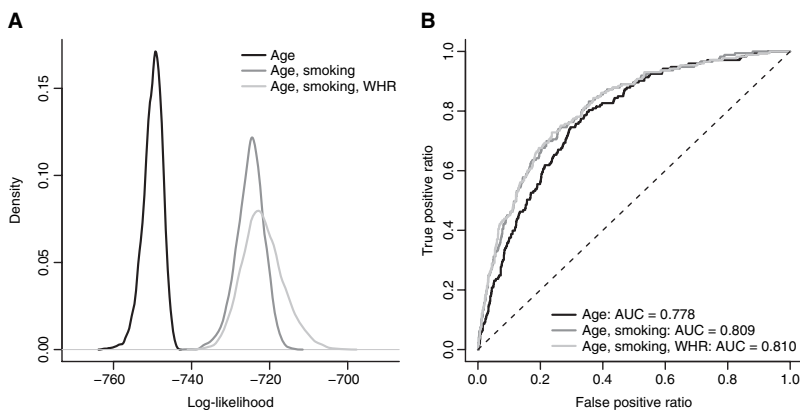 A
Age
Age, smoking
Age, smoking, WHR
0.15
0.10
0.05
0.00
Density
−760
−740
−720
−700
Log-likelihood
B
1.0
0.8
0.6
0.4
0.2
0.0
True positive ratio
Age: AUC = 0.778
Age, smoking: AUC = 0.809
Age, smoking, WHR: AUC = 0.810
0.0
0.2
0.4
0.6
0.8
1.0
False positive ratio